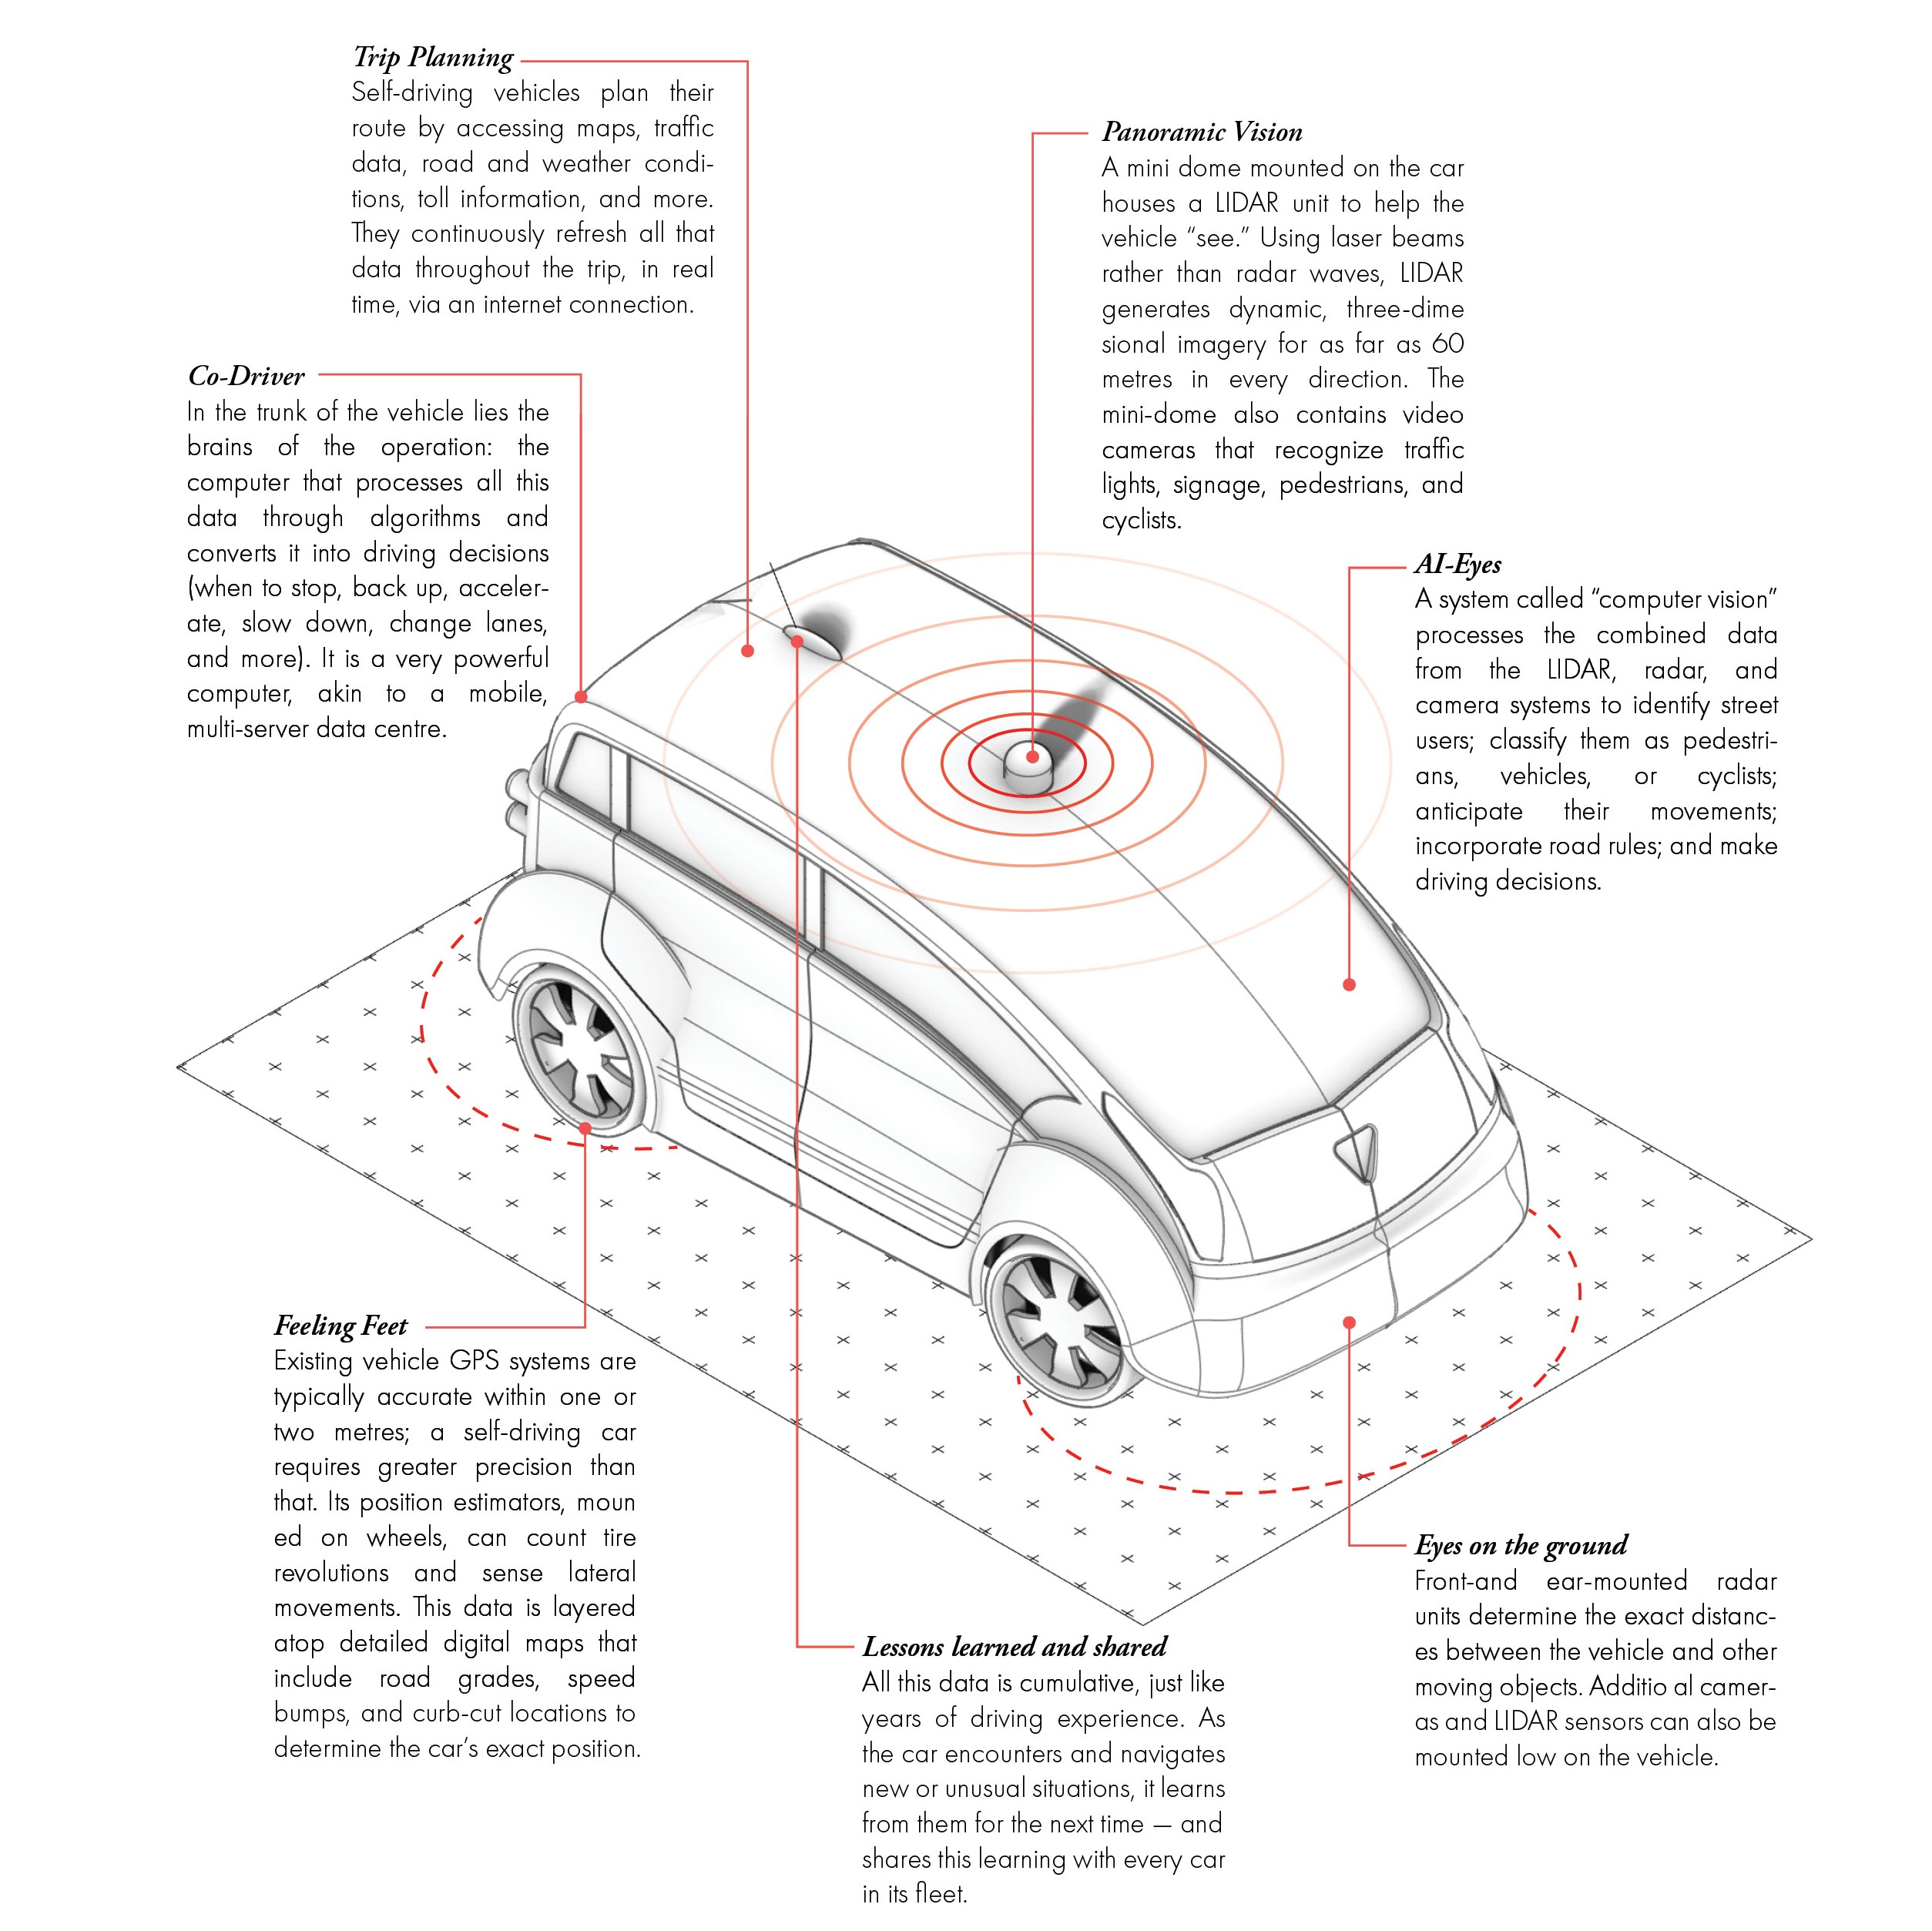 Trip Planning
Self-driving vehicles plan their
route by accessing maps, traffic
data, road and weather condi-
tions, toll information, and more.
They continuously refresh all that
data throughout the trip, in real
time, via an internet connection.
Panoramic Vision
A mini dome mounted on the car
houses a LIDAR unit to help the
vehicle “see.” Using laser beams
rather than radar waves, LIDAR
generates dynamic, three-dime
sional imagery for as far as 60
metres in every direction. The
mini-dome also contains video
cameras that recognize traffic
lights, signage, pedestrians, and
cyclists.
Co-Driver
In the trunk of the vehicle lies the
brains of the operation: the
computer that processes all this
data through algorithms and
converts it into driving decisions
(when to stop, back up, acceler-
ate, slow down, change lanes,
and more). It is a very powerful
computer, akin to a mobile,
multi-server data centre.
AI-Eyes
A system called “computer vision”
processes the combined data
from the LIDAR, radar, and
camera systems to identify street
users; classify them as pedestri-
ans, vehicles, or cyclists;
anticipate their movements;
incorporate road rules; and make
driving decisions.
Feeling Feet
Existing vehicle GPS systems are
typically accurate within one or
two metres; a self-driving car
requires greater precision than
that. Its position estimators, moun
ed on wheels, can count tire
revolutions and sense lateral
movements. This data is layered
atop detailed digital maps that
include road grades, speed
bumps, and curb-cut locations to
determine the car’s exact position.
Lessons learned and shared
All this data is cumulative, just like
years of driving experience. As
the car encounters and navigates
new or unusual situations, it learns
from them for the next time — and
shares this learning with every car
in its fleet.
Eyes on the ground
Front-and ear-mounted radar
units determine the exact distanc-
es between the vehicle and other
moving objects. Additio al camer-
as and LIDAR sensors can also be
mounted low on the vehicle.